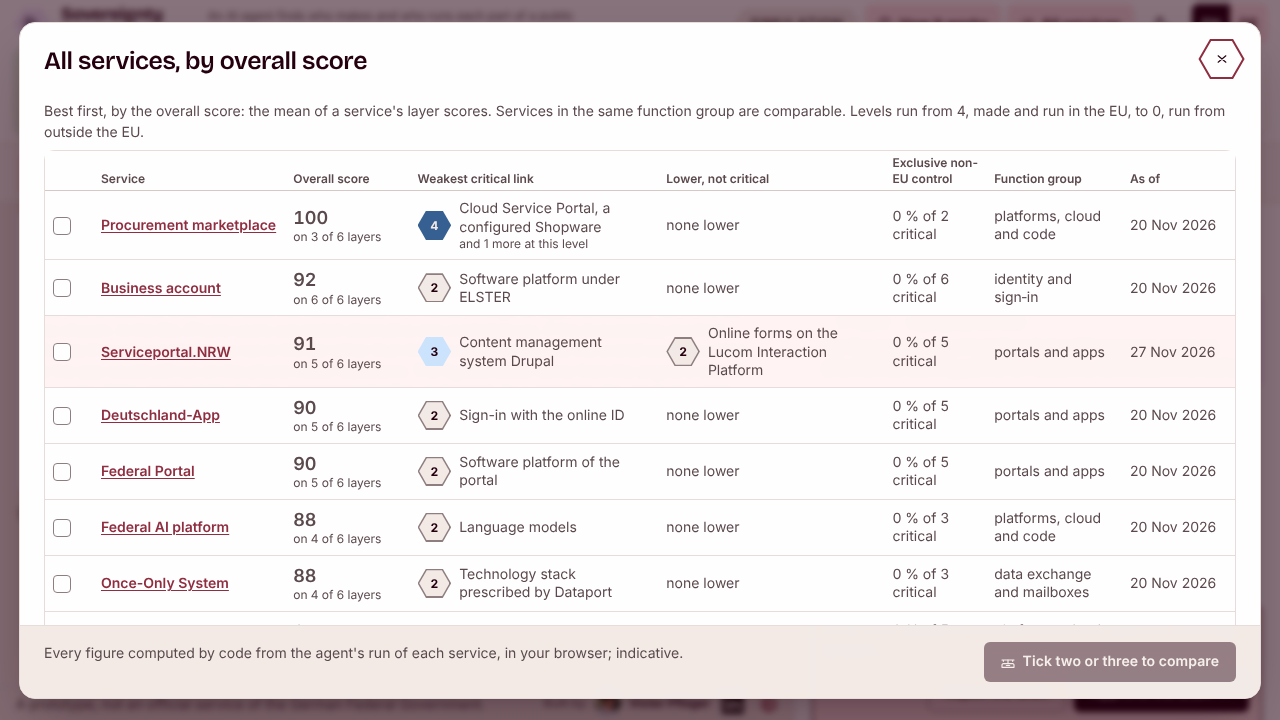 All services, by overall score
×
Best first, by the overall score: the mean of a service's layer scores. Services in the same function group are comparable. Levels run from 4, made and run in the EU, to 0, run from
outside the EU.
Service Overall score Weakest critical link Lower, not critical Exclusive non-EU control Function group As of
Procurement marketplace 100 on 3 of 6 layers 4 Cloud Service Portal, a configured Shopware and 1 more at this level none lower 0 % of 2 critical platforms, cloud and code 20 Nov 2026
Business account 92 on 6 of 6 layers 2 Software platform under ELSTER none lower 0 % of 6 critical identity and sign-in 20 Nov 2026
Serviceportal.NRW 91 on 5 of 6 layers 3 Content management system Drupal 2 Online forms on the Lucom Interaction Platform 0 % of 5 critical portals and apps 27 Nov 2026
Deutschland-App 90 on 5 of 6 layers 2 Sign-in with the online ID none lower 0 % of 5 critical portals and apps 20 Nov 2026
Federal Portal 90 on 5 of 6 layers 2 Software platform of the portal none lower 0 % of 5 critical portals and apps 20 Nov 2026
Federal AI platform 88 on 4 of 6 layers 2 Language models none lower 0 % of 3 critical platforms, cloud and code 20 Nov 2026
Once-Only System 88 on 4 of 6 layers 2 Technology stack prescribed by Dataport none lower 0 % of 3 critical data exchange and mailboxes 20 Nov 2026
Every figure computed by code from the agent's run of each service, in your browser; indicative.
Tick two or three to compare